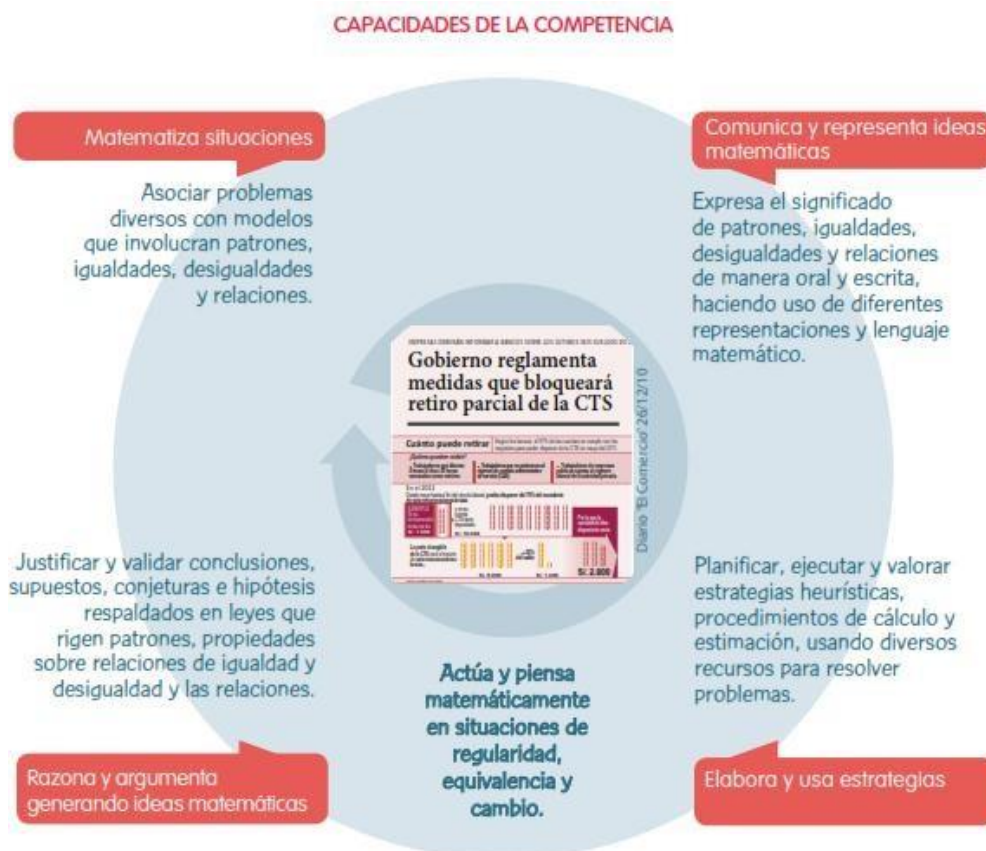 CAPACIDADES DE LA COMPETENCIA
Matematiza situaciones
Asociar problemas
diversos con modelos
que involucran patrones,
igualdades, desigualdades
y relaciones.
Comunica y representa ideas
matemáticas
Expresa el significado
de patrones, igualdades,
desigualdades y relaciones
de manera oral y escrita,
haciendo uso de diferentes
representaciones y lenguaje
matemático.
Gobierno reglamenta
medidas que bloqueará
retiro parcial de la CTS
Cuánto puede retirar
En el 2011
S/. 2.000
Diario "El Comercio" 26/12/10
Justificar y validar conclusiones,
supuestos, conjeturas e hipótesis
respaldados en leyes que
rigen patrones, propiedades
sobre relaciones de igualdad y
desigualdad y las relaciones.
Razona y argumenta
generando ideas matemáticas
Actúa y piensa
matemáticamente
en situaciones de
regularidad,
equivalencia y
cambio.
Planificar, ejecutar y valorar
estrategias heurísticas,
procedimientos de cálculo y
estimación, usando diversos
recursos para resolver
problemas.
Elabora y usa estrategias